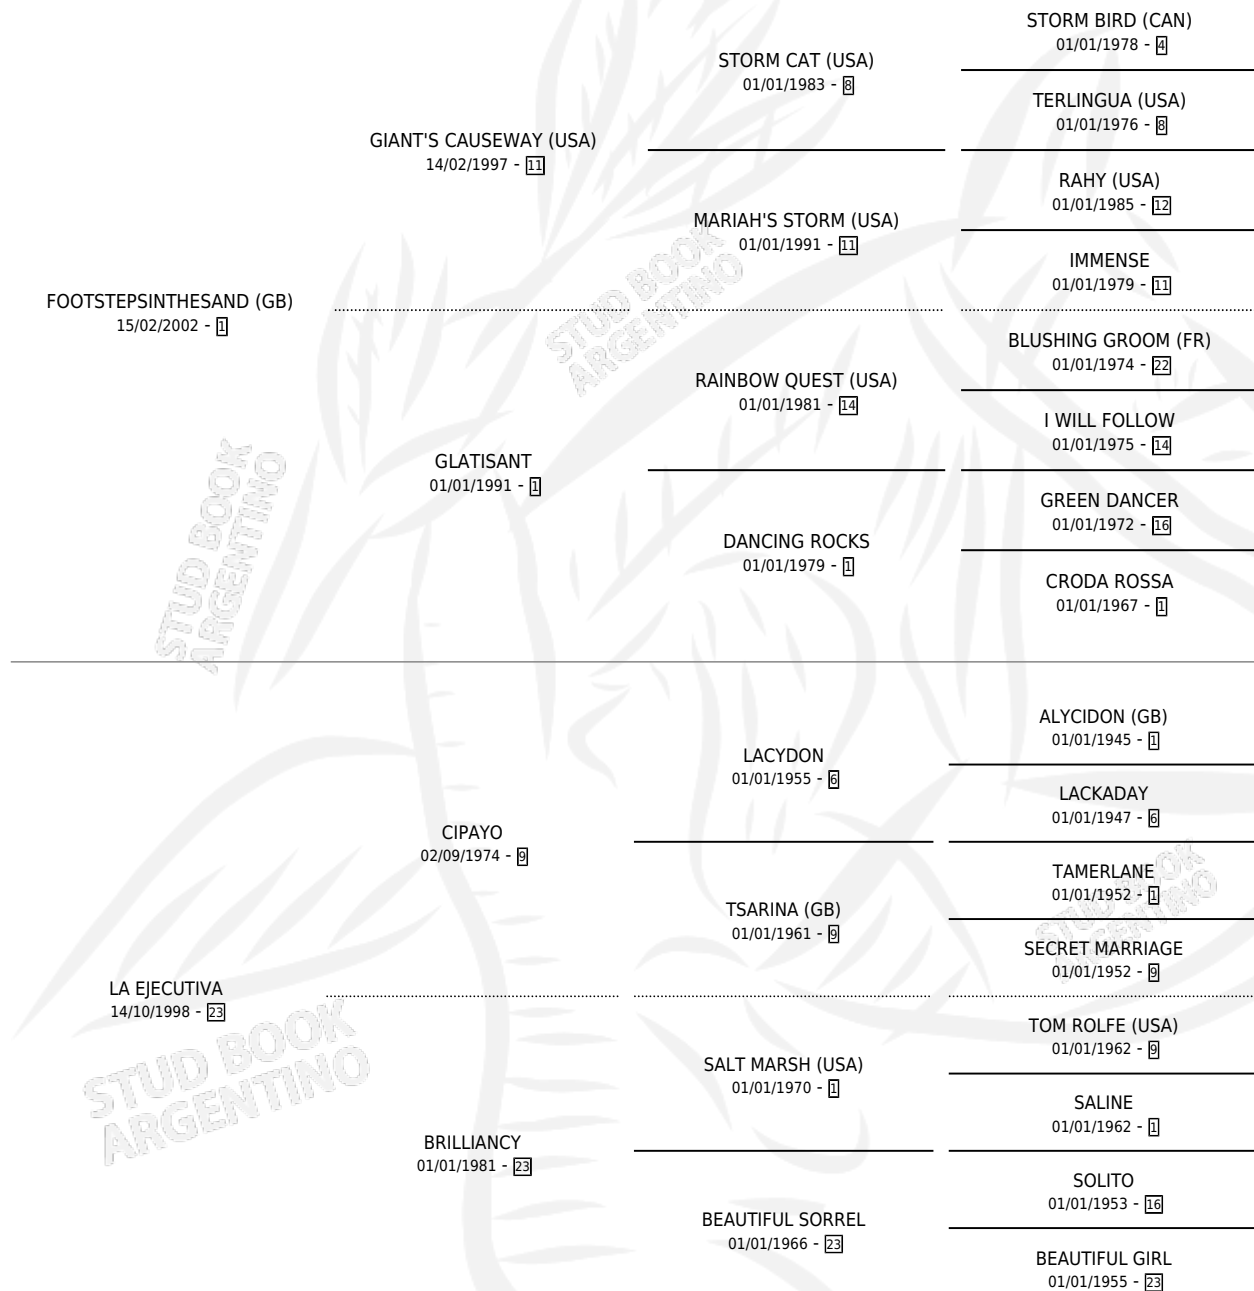 STORM BIRD (CAN)
01/01/1978 - 4
STORM CAT (USA)
01/01/1983 - 8
TERLINGUA (USA)
01/01/1976 - 8
GIANT'S CAUSEWAY (USA)
14/02/1997 - 11
RAHY (USA)
01/01/1985 - 12
MARIAH'S STORM (USA)
01/01/1991 - 11
IMMENSE
01/01/1979 - 11
FOOTSTEPSINTHESAND (GB)
15/02/2002 - 1
BLUSHING GROOM (FR)
01/01/1974 - 22
RAINBOW QUEST (USA)
01/01/1981 - 14
I WILL FOLLOW
01/01/1975 - 14
GLATISANT
01/01/1991 - 1
GREEN DANCER
01/01/1972 - 16
DANCING ROCKS
01/01/1979 - 1
CRODA ROSSA
01/01/1967 - 1
ALYCIDON (GB)
01/01/1945 - 1
LACYDON
01/01/1955 - 6
LACKADAY
01/01/1947 - 6
CIPAYO
02/09/1974 - 9
TAMERLANE
01/01/1952 - 1
TSARINA (GB)
01/01/1961 - 9
SECRET MARRIAGE
01/01/1952 - 9
LA EJECUTIVA
14/10/1998 - 23
TOM ROLFE (USA)
01/01/1962 - 9
SALT MARSH (USA)
01/01/1970 - 1
SALINE
01/01/1962 - 1
BRILLIANCY
01/01/1981 - 23
SOLITO
01/01/1953 - 16
BEAUTIFUL SORREL
01/01/1966 - 23
BEAUTIFUL GIRL
01/01/1955 - 23
STUD BOOK
ARGENTINO
STUD BOOK
ARGENTINO
STUD BOOK
ARGENTINO
STUD BOOK
ARGENTINO